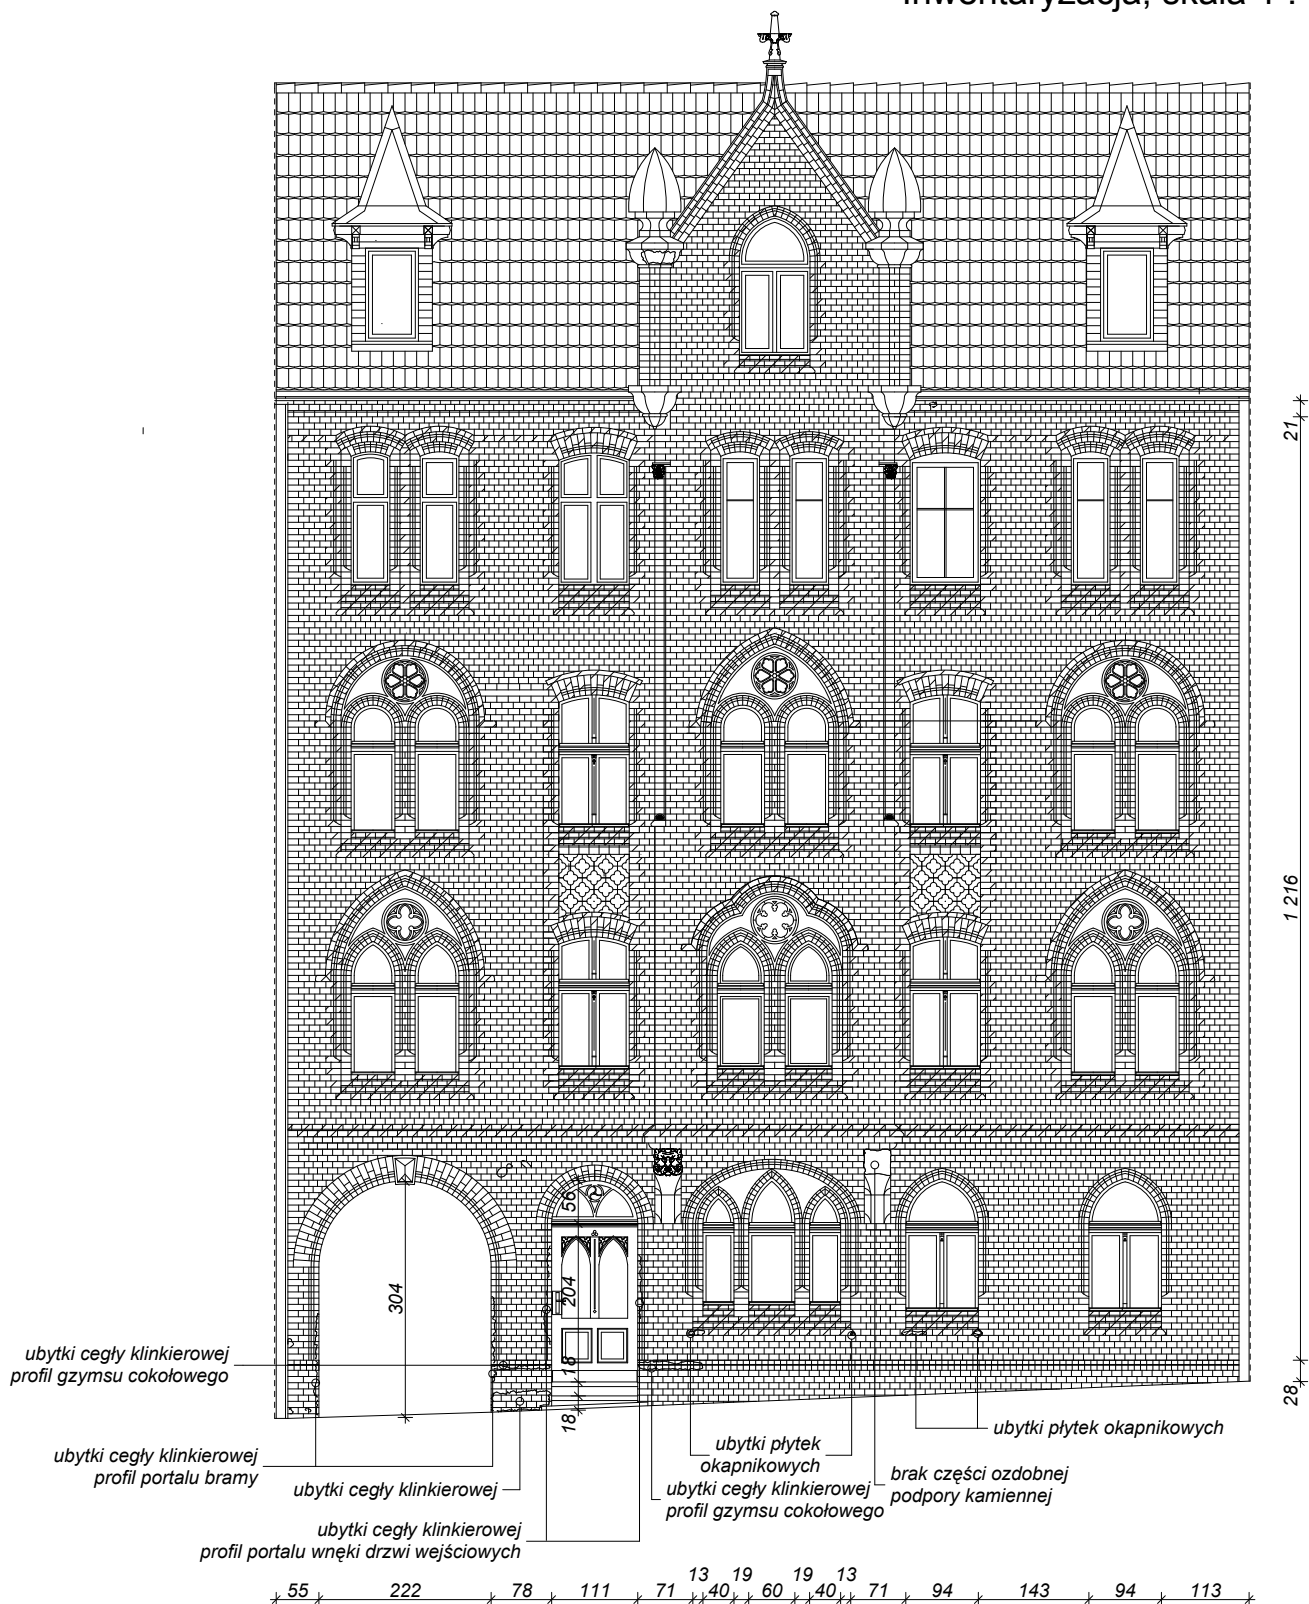 Inwentaryzacja, skala 1 :
21
1 216
28
56
204
304
18
18
ubytki cegły klinkierowej
profil gzymsu cokołowego
ubytki cegły klinkierowej
profil portalu bramy
ubytki cegły klinkierowej
ubytki cegły klinkierowej
profil portalu wnęki drzwi wejściowych
ubytki płytek
okapnikowych
ubytki cegły klinkierowej
profil gzymsu cokołowego
brak części ozdobnej
podpory kamiennej
ubytki płytek okapnikowych
55 222 78 111 71 13 40 19 60 19 40 13 71 94 143 94 113